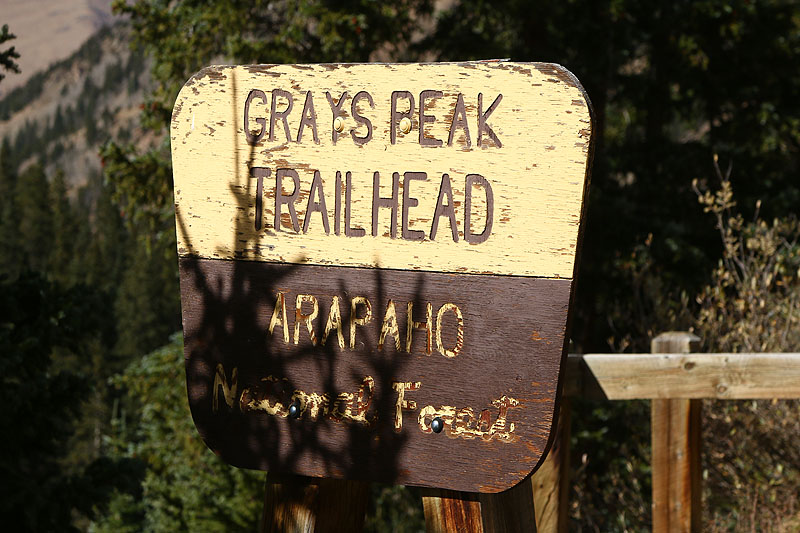 GRAYS PEAK
TRAILHEAD
ARAPAHO
National Forest